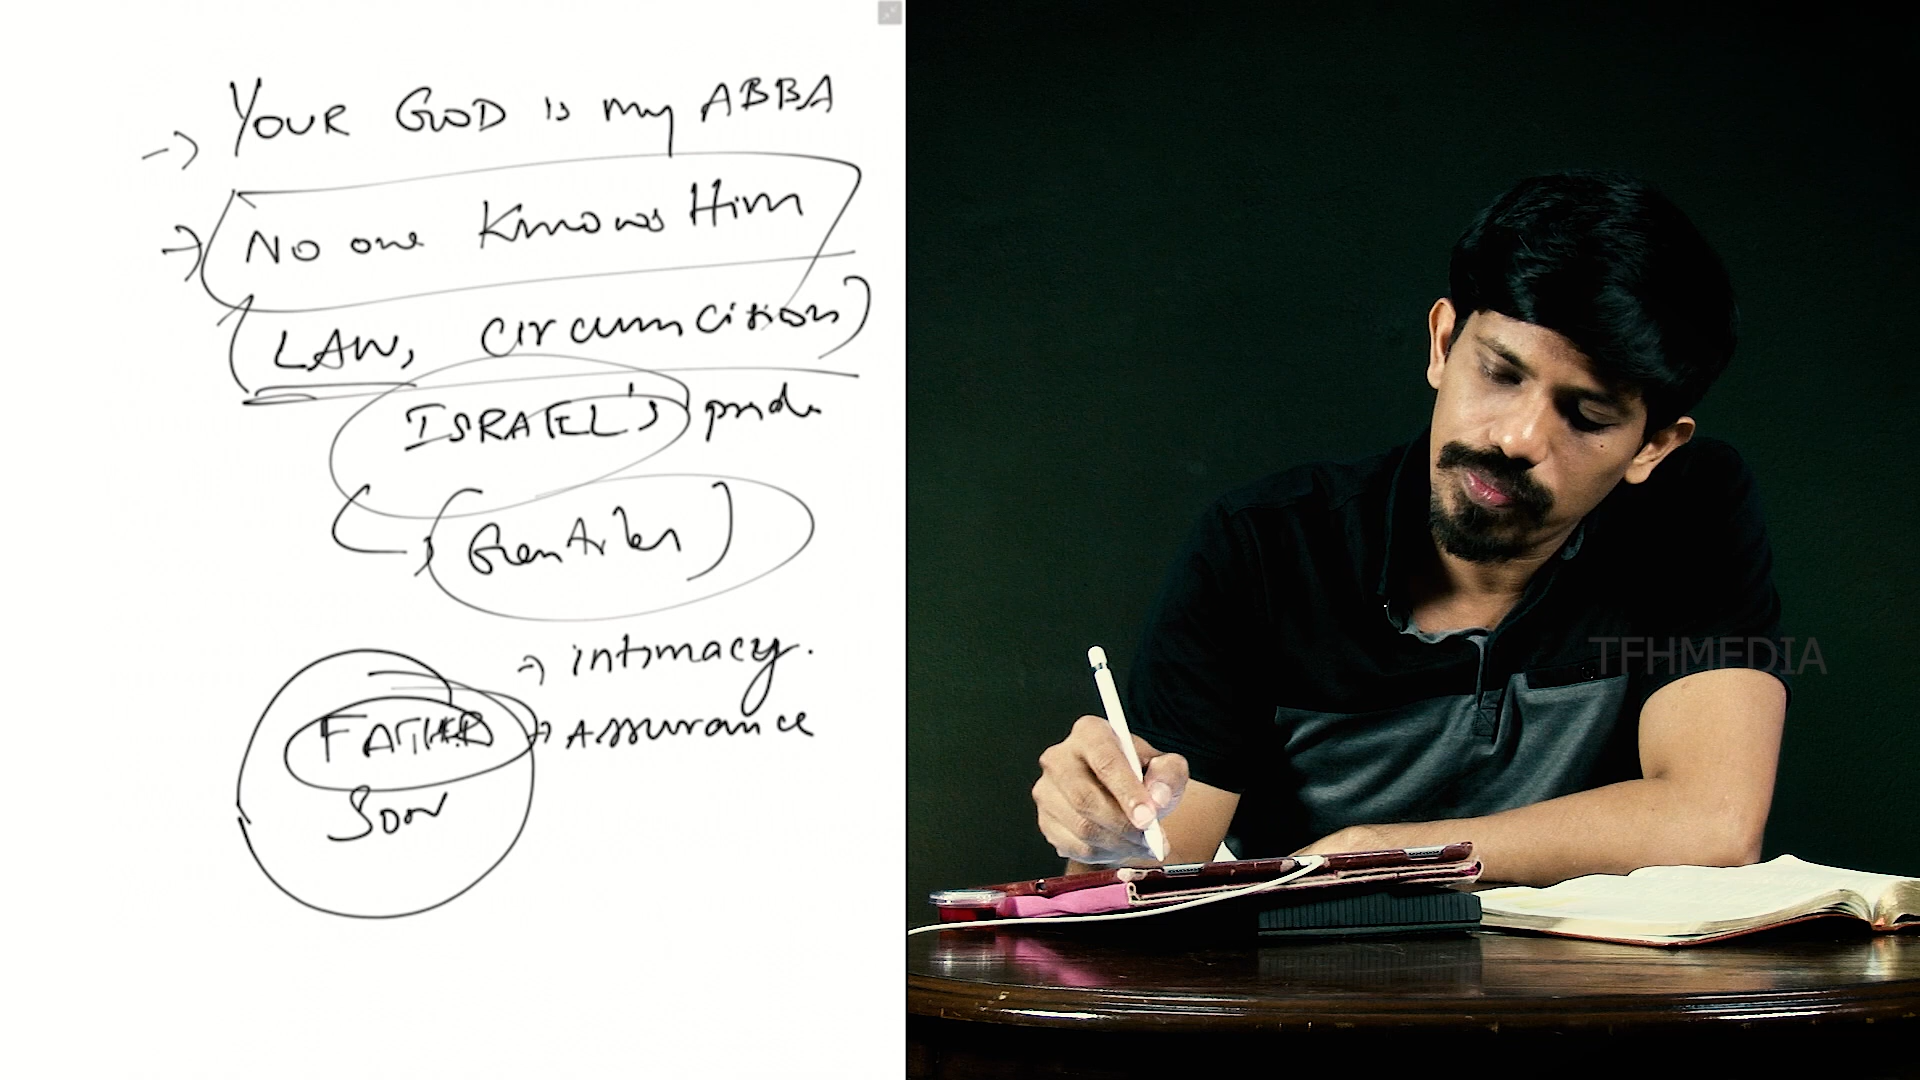 → YOUR GOD is my ABBA
→ No one Knows Him
(LAW, circumcision)
ISRAEL's pride
(Gentiles)
→ intimacy.
FATHER → Assurance
SON
TFHMEDIA